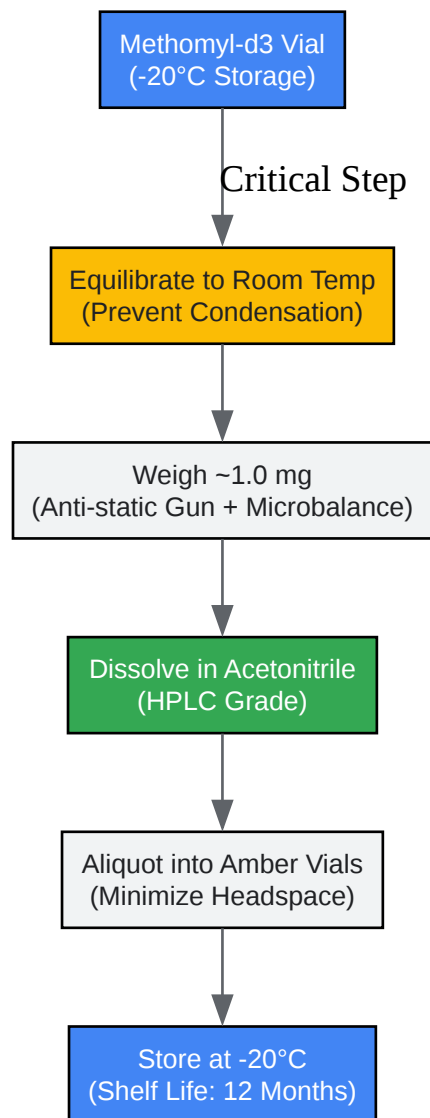 Methomyl-d3 Vial
(-20°C Storage)
Critical Step
Equilibrate to Room Temp
(Prevent Condensation)
Weigh ~1.0 mg
(Anti-static Gun + Microbalance)
Dissolve in Acetonitrile
(HPLC Grade)
Aliquot into Amber Vials
(Minimize Headspace)
Store at -20°C
(Shelf Life: 12 Months)